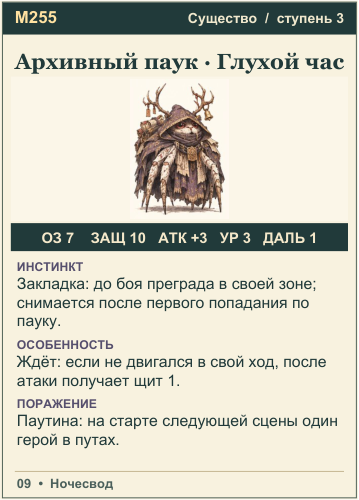 М255
Существо / ступень 3
Архивный паук · Глухой час
ОЗ 7 ЗАЩ 10 АТК +3 УР 3 ДАЛЬ 1
ИНСТИНКТ
Закладка: до боя преграда в своей зоне;
снимается после первого попадания по
пауку.
ОСОБЕННОСТЬ
Ждёт: если не двигался в свой ход, после
атаки получает щит 1.
ПОРАЖЕНИЕ
Паутина: на старте следующей сцены один
герой в путах.
09 • Ночесвод